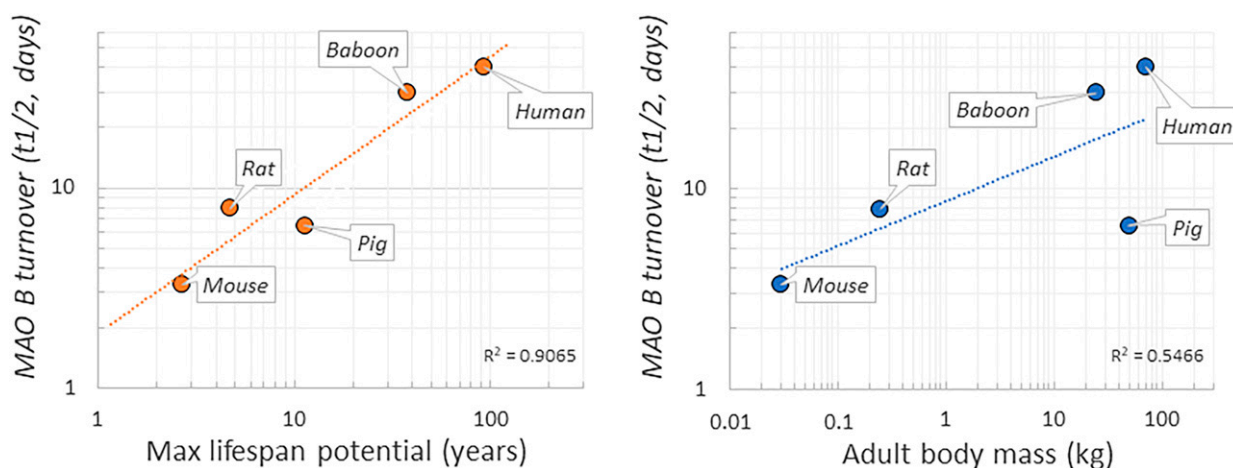 MAO B turnover (t1/2, days)
10
1
Baboon
Human
Rat
Pig
Mouse
R² = 0.9065
1 10 100
Max lifespan potential (years)
MAO B turnover (t1/2, days)
10
1
Baboon
Human
Rat
Pig
Mouse
R² = 0.5466
0.01 0.1 1 10 100
Adult body mass (kg)